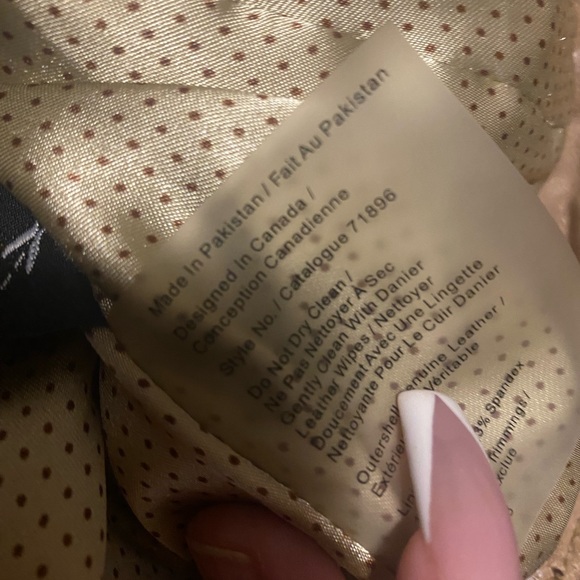 Made In Pakistan / Fait Au Pakistan
Designed In Canada /
Conception Canadienne
Style No. / Catalogue 71896
Do Not Dry Clean /
Ne Pas Nettoyer A Sec
Gently Clean With Danier
Leather Wipes / Nettoyer
Doucement Avec Une Lingette
Nettoyante Pour Le Cuir Danier
Outershell Leather /
Extérie Véritable
3% Spandex
Trimmings /